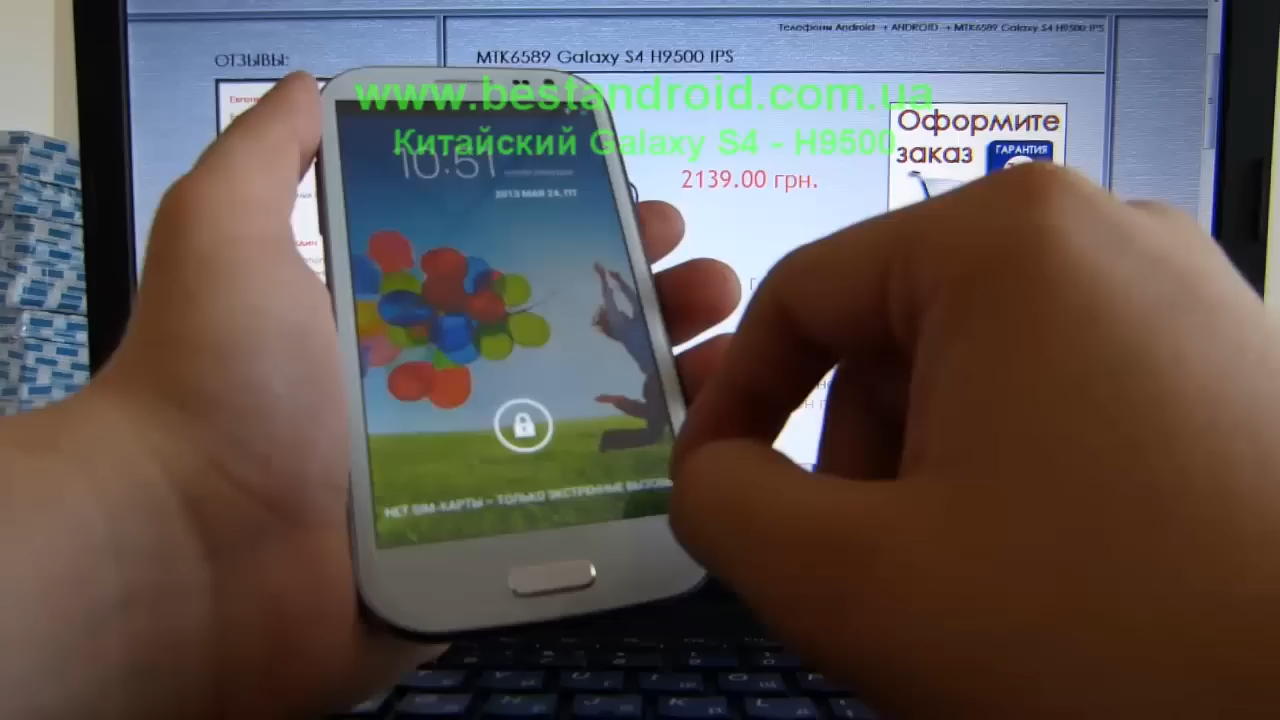 Телефоны Android → ANDROID → MTK6589 Galaxy S4 H9500 IPS
ОТЗЫВЫ:
MTK6589 Galaxy S4 H9500 IPS
www.bestandroid.com.ua
Китайский Galaxy S4 - H9500
Оформите
заказ
ГАРАНТИЯ
2139.00 грн.
10:51
2013 МАЯ 24, ПТ
НЕТ SIM-КАРТЫ – ТОЛЬКО ЭКСТРЕННЫЕ ВЫЗОВЫ